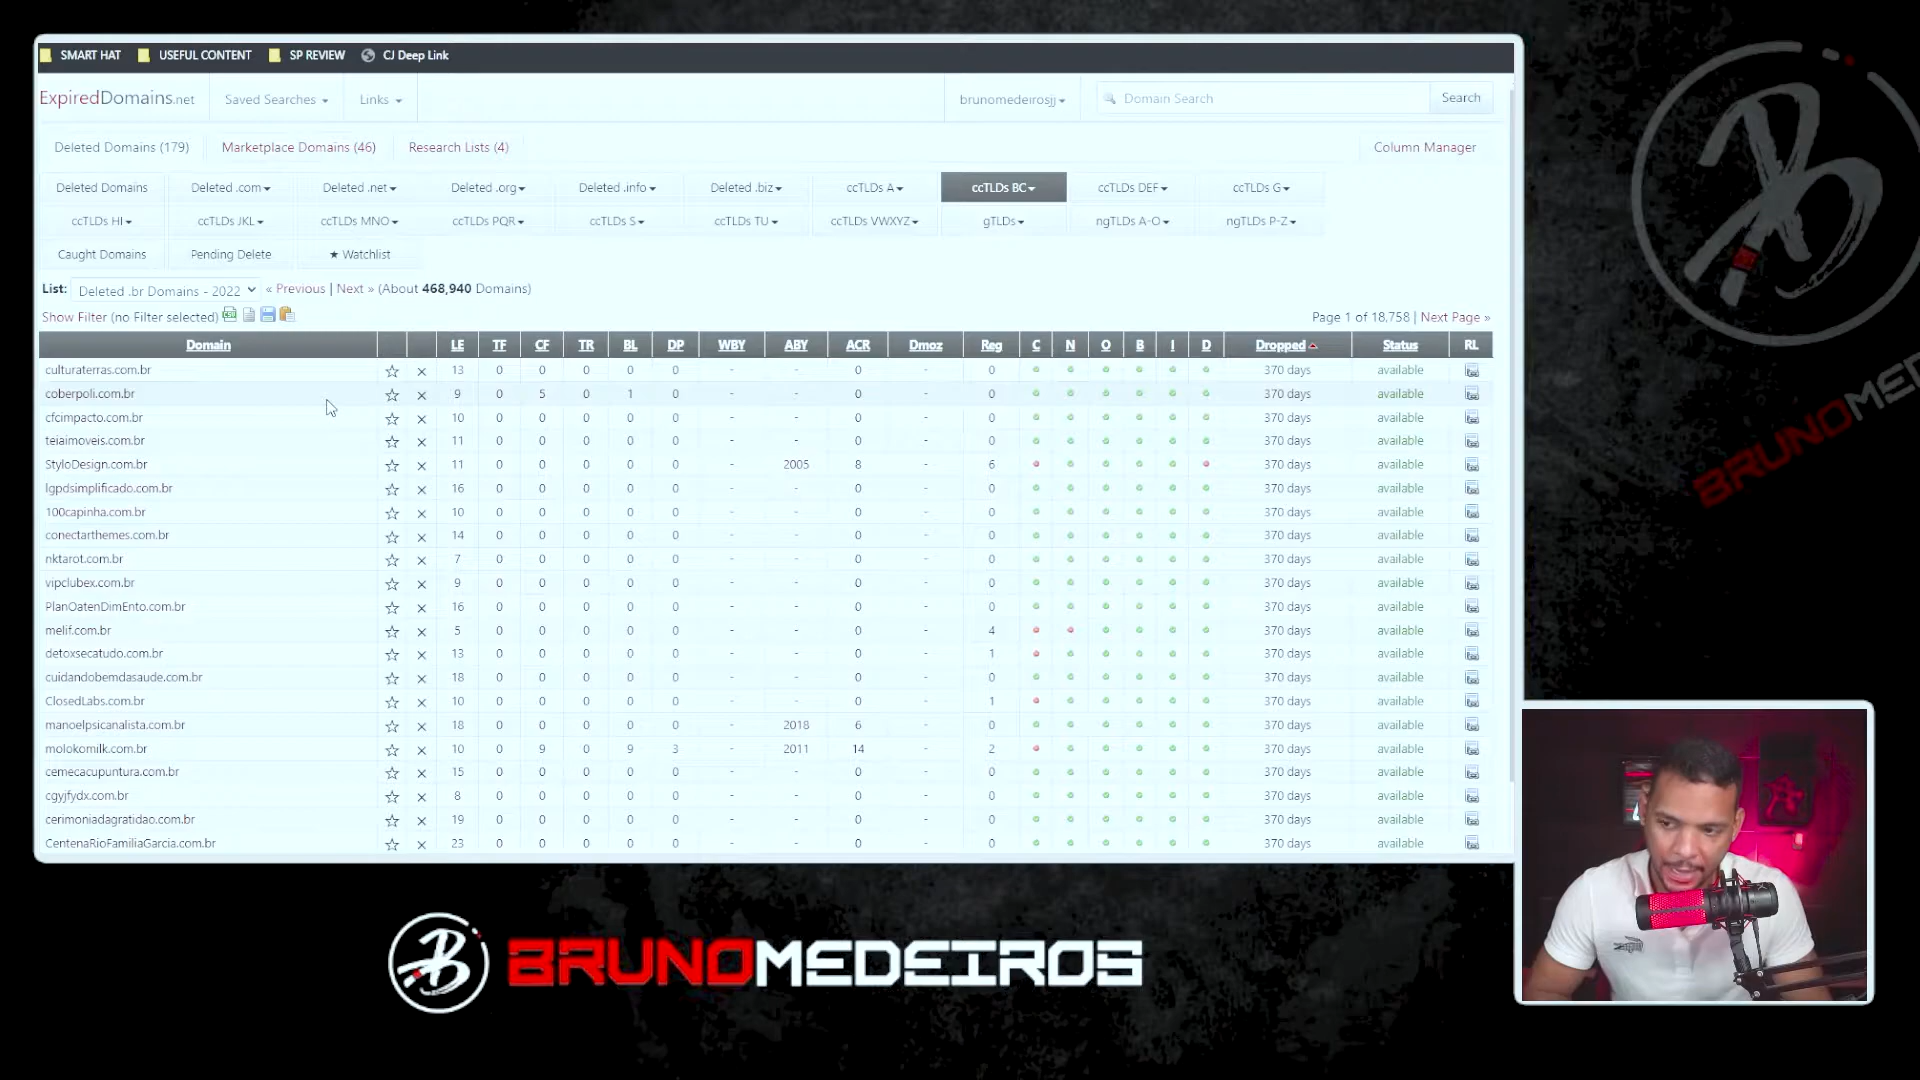 SMART HAT USEFUL CONTENT SP REVIEW CJ Deep Link
ExpiredDomains.net Saved Searches Links brunomedeirosjj Domain Search Search
Deleted Domains (179) Marketplace Domains (46) Research Lists (4) Column Manager
Deleted Domains Deleted .com Deleted .net Deleted .org Deleted .info Deleted .biz ccTLDs A ccTLDs BC ccTLDs DEF ccTLDs G
ccTLDs HI ccTLDs JKL ccTLDs MNO ccTLDs PQR ccTLDs S ccTLDs TU ccTLDs VWXYZ gTLDs ngTLDs A-O ngTLDs P-Z
Caught Domains Pending Delete ★ Watchlist
List: Deleted .br Domains - 2022 « Previous | Next » (About 468,940 Domains)
Show Filter (no Filter selected) Page 1 of 18,758 | Next Page »
Domain LE TF CF TR BL DP WBY ABY ACR Dmoz Reg C N O B I D Dropped Status RL
culturaterras.com.br 13 0 0 0 0 0 - - 0 - 0 370 days available
coberpoli.com.br 9 0 5 0 1 0 - - 0 - 0 370 days available
cfcimpacto.com.br 10 0 0 0 0 0 - - 0 - 0 370 days available
teiaimoveis.com.br 11 0 0 0 0 0 - - 0 - 0 370 days available
StyloDesign.com.br 11 0 0 0 0 0 - 2005 8 - 6 370 days available
lgpdsimplificado.com.br 16 0 0 0 0 0 - - 0 - 0 370 days available
100capinha.com.br 10 0 0 0 0 0 - - 0 - 0 370 days available
conectarthemes.com.br 14 0 0 0 0 0 - - 0 - 0 370 days available
nktarot.com.br 7 0 0 0 0 0 - - 0 - 0 370 days available
vipclubex.com.br 9 0 0 0 0 0 - - 0 - 0 370 days available
PlanOatenDimEnto.com.br 16 0 0 0 0 0 - - 0 - 0 370 days available
melif.com.br 5 0 0 0 0 0 - - 0 - 4 370 days available
detoxsecatudo.com.br 13 0 0 0 0 0 - - 0 - 1 370 days available
cuidandobemdasaude.com.br 18 0 0 0 0 0 - - 0 - 0 370 days available
ClosedLabs.com.br 10 0 0 0 0 0 - - 0 - 1 370 days available
manoelpsicanalista.com.br 18 0 0 0 0 0 - 2018 6 - 0 370 days available
molokomilk.com.br 10 0 9 0 9 3 - 2011 14 - 2 370 days available
cemecacupuntura.com.br 15 0 0 0 0 0 - - 0 - 0 370 days available
cgyjfydx.com.br 8 0 0 0 0 0 - - 0 - 0 370 days available
cerimoniadagratidao.com.br 19 0 0 0 0 0 - - 0 - 0 370 days available
CentenaRioFamiliaGarcia.com.br 23 0 0 0 0 0 - - 0 - 0 370 days available
B BRUNOMEDEIROS
BRUNOMED